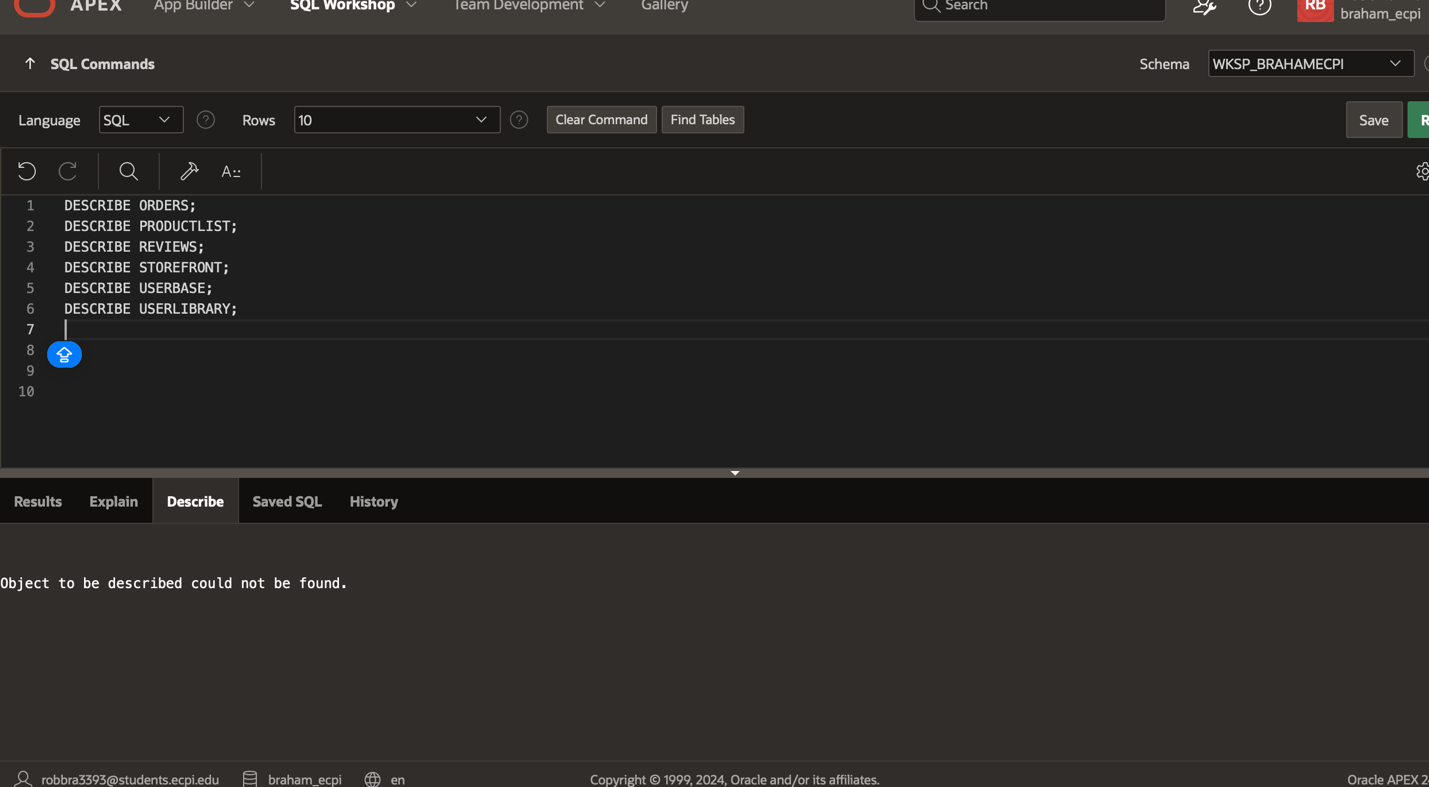 APEX App Builder SQL Workshop Team Development Gallery Search RB braham_ecpi
SQL Commands Schema WKSP_BRAHAMECPI
Language SQL ? Rows 10 ? Clear Command Find Tables Save R
A
1 DESCRIBE ORDERS;
2 DESCRIBE PRODUCTLIST;
3 DESCRIBE REVIEWS;
4 DESCRIBE STOREFRONT;
5 DESCRIBE USERBASE;
6 DESCRIBE USERLIBRARY;
7
8
9
10
Results Explain Describe Saved SQL History
Object to be described could not be found.
robbra3393@students.ecpi.edu braham_ecpi en Copyright © 1999, 2024, Oracle and/or its affiliates. Oracle APEX 2